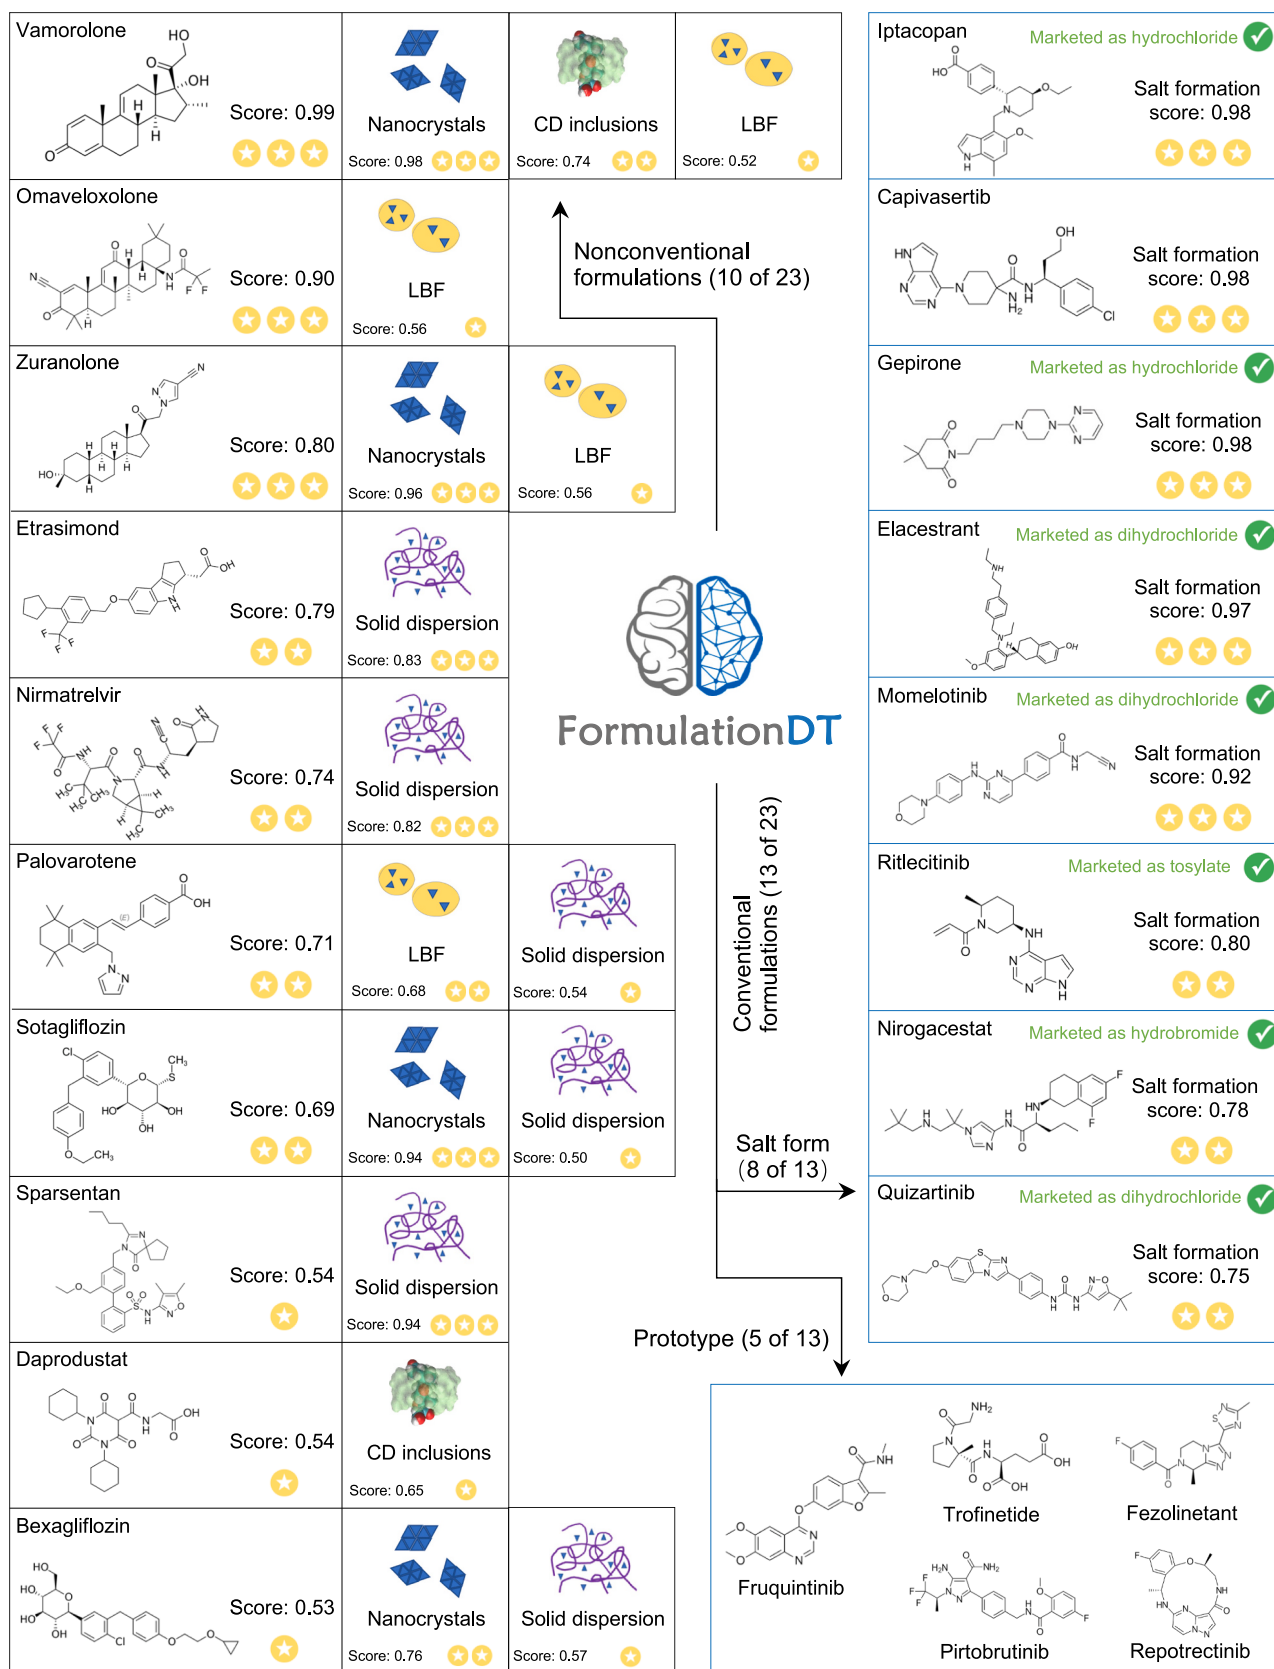 Vamorolone
Score: 0.99
Nanocrystals
Score: 0.98
CD inclusions
Score: 0.74
LBF
Score: 0.52
Omaveloxolone
Score: 0.90
LBF
Score: 0.56
Zuranolone
Score: 0.80
Nanocrystals
Score: 0.96
LBF
Score: 0.56
Etrasimond
Score: 0.79
Solid dispersion
Score: 0.83
Nirmatrelvir
Score: 0.74
Solid dispersion
Score: 0.82
Palovarotene
Score: 0.71
LBF
Score: 0.68
Solid dispersion
Score: 0.54
Sotagliflozin
Score: 0.69
Nanocrystals
Score: 0.94
Solid dispersion
Score: 0.50
Sparsentan
Score: 0.54
Solid dispersion
Score: 0.94
Daprodustat
Score: 0.54
CD inclusions
Score: 0.65
Bexagliflozin
Score: 0.53
Nanocrystals
Score: 0.76
Solid dispersion
Score: 0.57
Nonconventional
formulations (10 of 23)
FormulationDT
Conventional
formulations (13 of 23)
Salt form
(8 of 13)
Prototype (5 of 13)
Iptacopan
Marketed as hydrochloride
Salt formation
score: 0.98
Capivasertib
Salt formation
score: 0.98
Gepirone
Marketed as hydrochloride
Salt formation
score: 0.98
Elacestrant
Marketed as dihydrochloride
Salt formation
score: 0.97
Momelotinib
Marketed as dihydrochloride
Salt formation
score: 0.92
Ritlecitinib
Marketed as tosylate
Salt formation
score: 0.80
Nirogacestat
Marketed as hydrobromide
Salt formation
score: 0.78
Quizartinib
Marketed as dihydrochloride
Salt formation
score: 0.75
Fruquintinib
Trofinetide
Fezolinetant
Pirtobrutinib
Repotrectinib